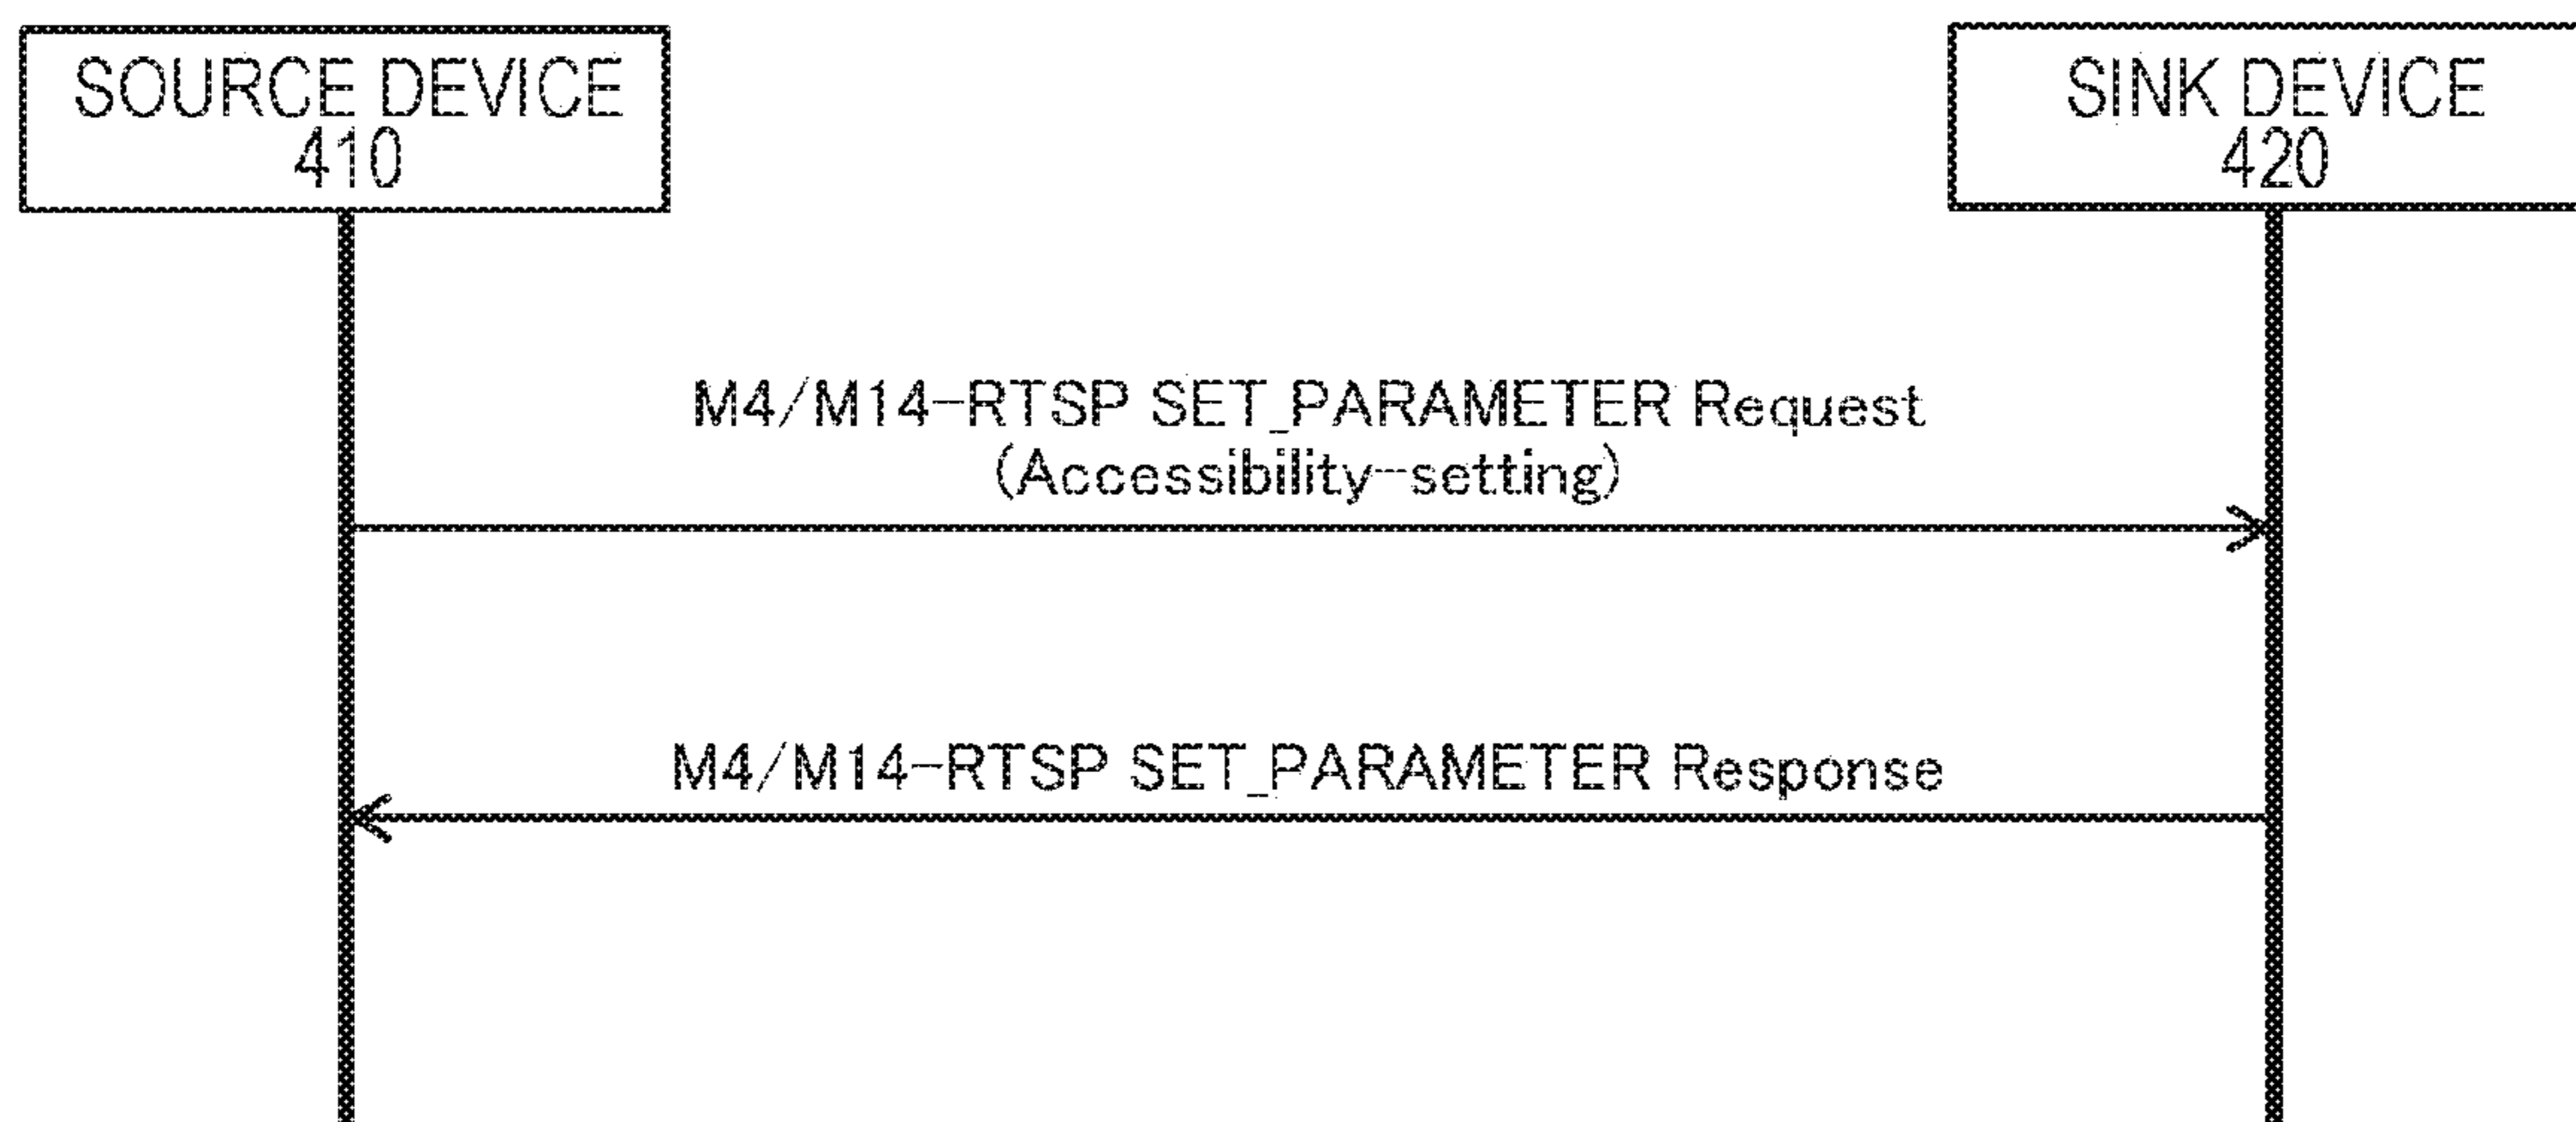 SOURCE DEVICE
410
SINK DEVICE
420
M4/M14-RTSP SET_PARAMETER Request
(Accessibility-setting)
M4/M14-RTSP SET_PARAMETER Response